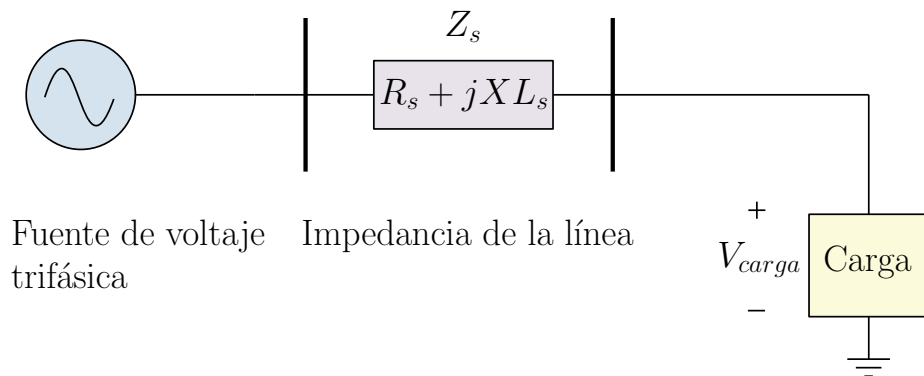 Z_s
R_s + jXL_s
Fuente de voltaje
trifásica
Impedancia de la línea
+
V_carga
−
Carga